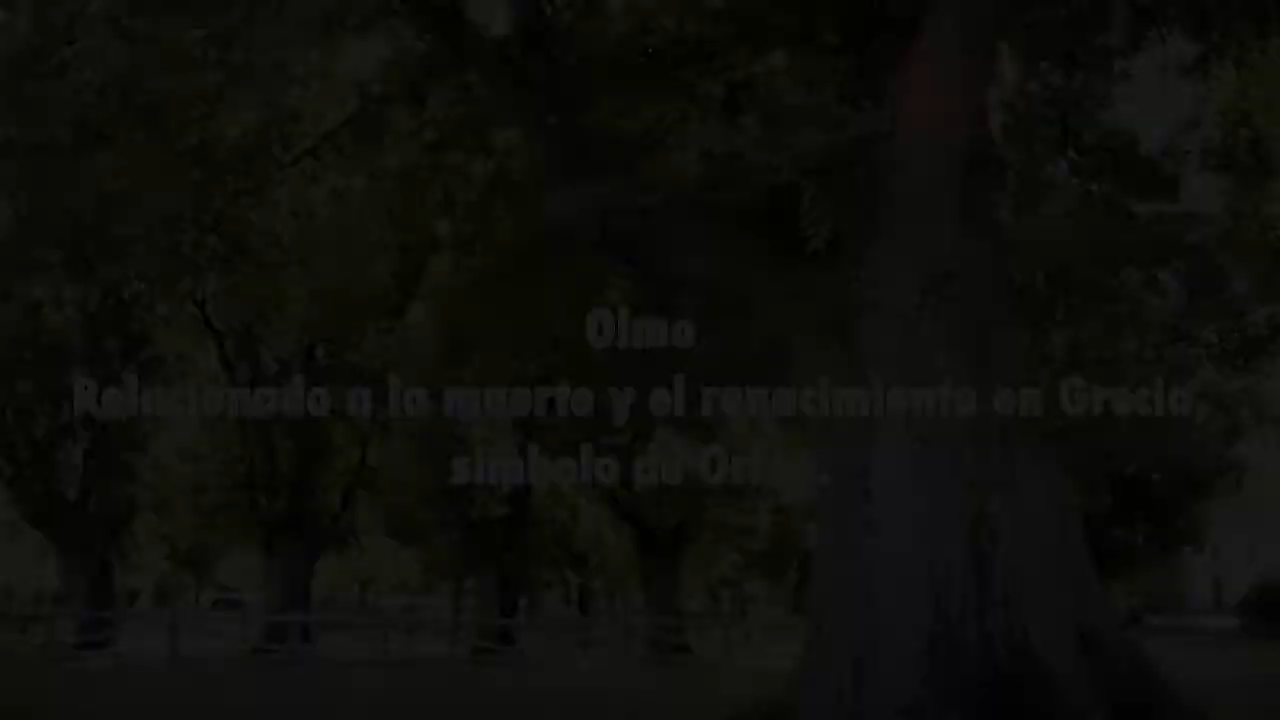 Olmo
Relacionado a la muerte y el renacimiento en Grecia,
símbolo de